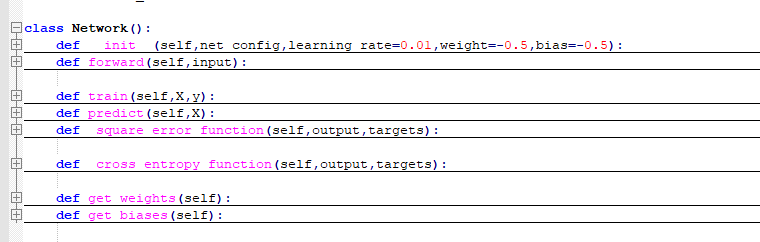 class Network():
def __init__(self,net_config,learning_rate=0.01,weight=-0.5,bias=-0.5):
def forward(self,input):
def train(self,X,y):
def predict(self,X):
def _square_error_function(self,output,targets):
def _cross_entropy_function(self,output,targets):
def get_weights(self):
def get_biases(self):